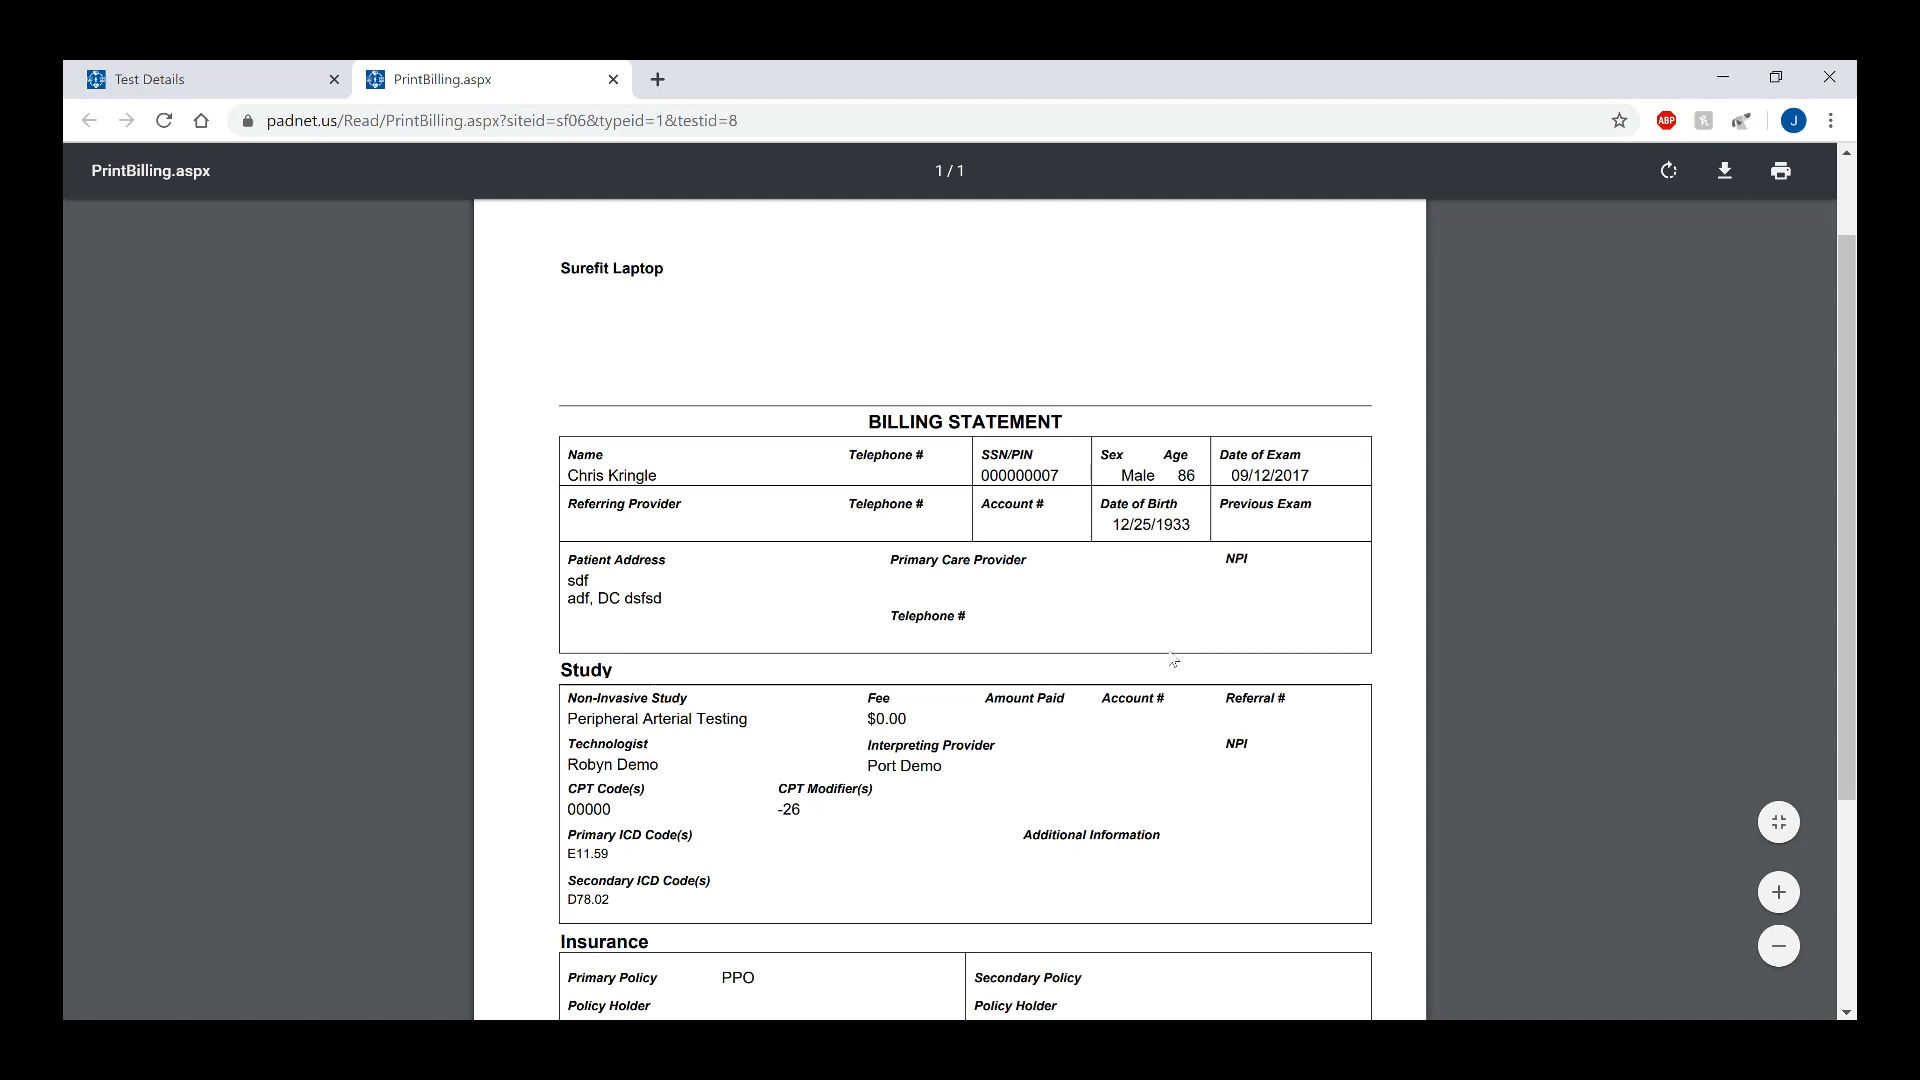 Test Details
PrintBilling.aspx
padnet.us/Read/PrintBilling.aspx?siteid=sf06&typeid=1&testid=8
ABP
J
PrintBilling.aspx
1 / 1
Surefit Laptop
BILLING STATEMENT
Name Telephone # SSN/PIN Sex Age Date of Exam
Chris Kringle 000000007 Male 86 09/12/2017
Referring Provider Telephone # Account # Date of Birth Previous Exam
12/25/1933
Patient Address Primary Care Provider NPI
sdf
adf, DC dsfsd
Telephone #
Study
Non-Invasive Study Fee Amount Paid Account # Referral #
Peripheral Arterial Testing $0.00
Technologist Interpreting Provider NPI
Robyn Demo Port Demo
CPT Code(s) CPT Modifier(s)
00000 -26
Primary ICD Code(s) Additional Information
E11.59
Secondary ICD Code(s)
D78.02
Insurance
Primary Policy PPO Secondary Policy
Policy Holder Policy Holder